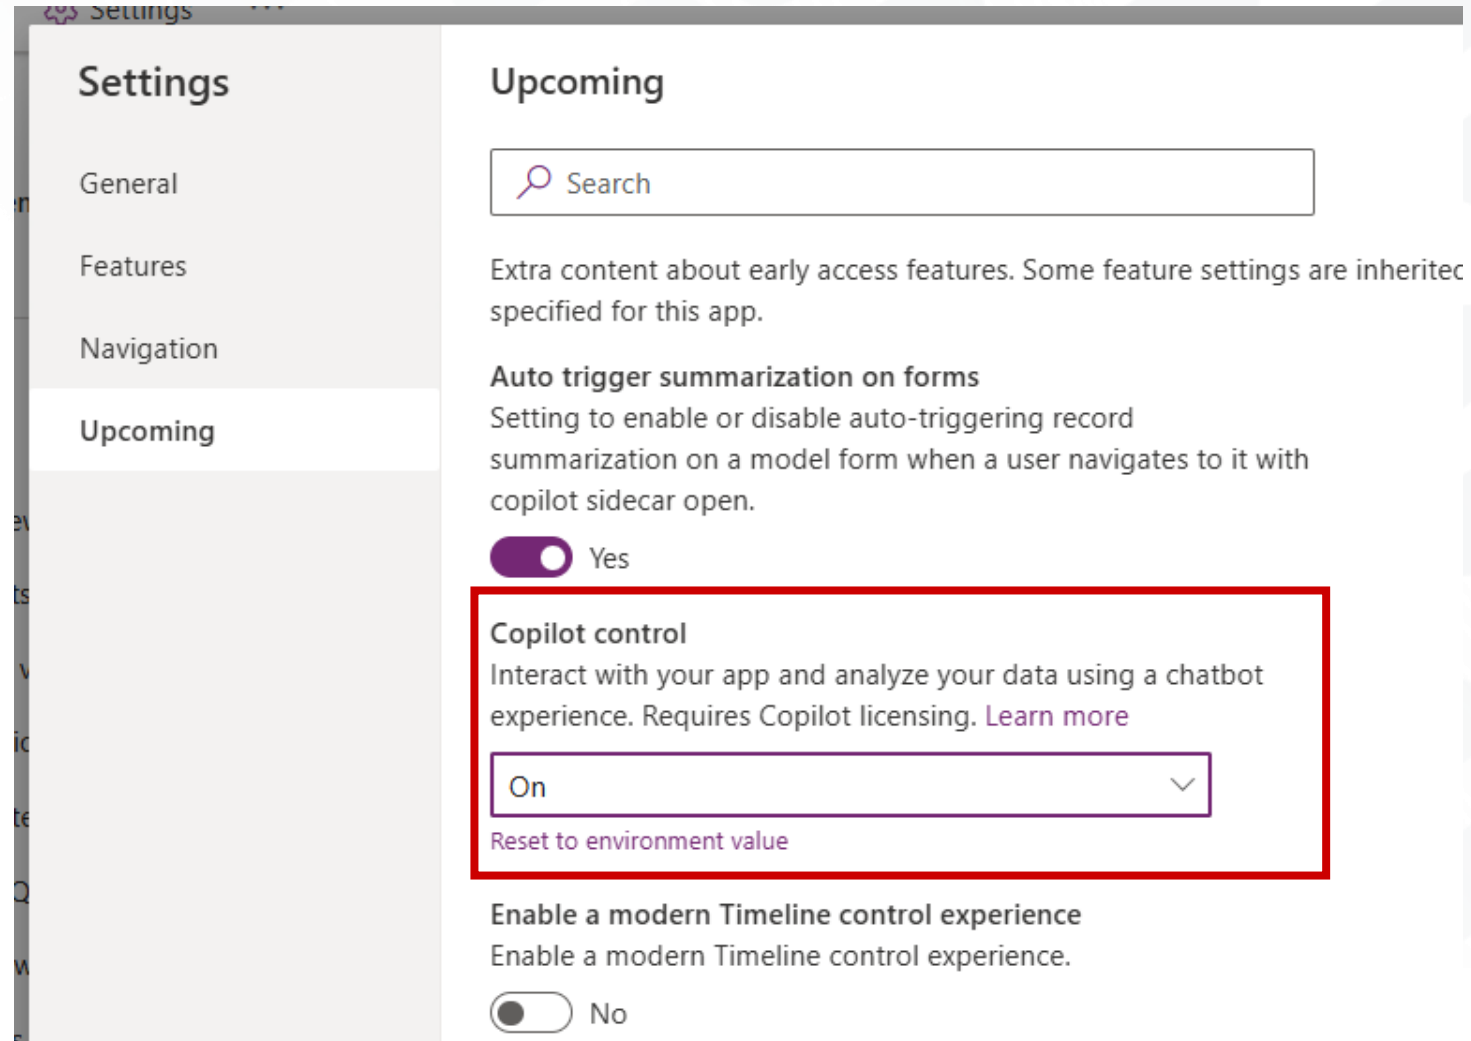 Settings ...
Settings
General
Features
Navigation
Upcoming
Upcoming
Search
Extra content about early access features. Some feature settings are inherited
specified for this app.
Auto trigger summarization on forms
Setting to enable or disable auto-triggering record
summarization on a model form when a user navigates to it with
copilot sidecar open.
Yes
Copilot control
Interact with your app and analyze your data using a chatbot
experience. Requires Copilot licensing. Learn more
On
Reset to environment value
Enable a modern Timeline control experience
Enable a modern Timeline control experience.
No